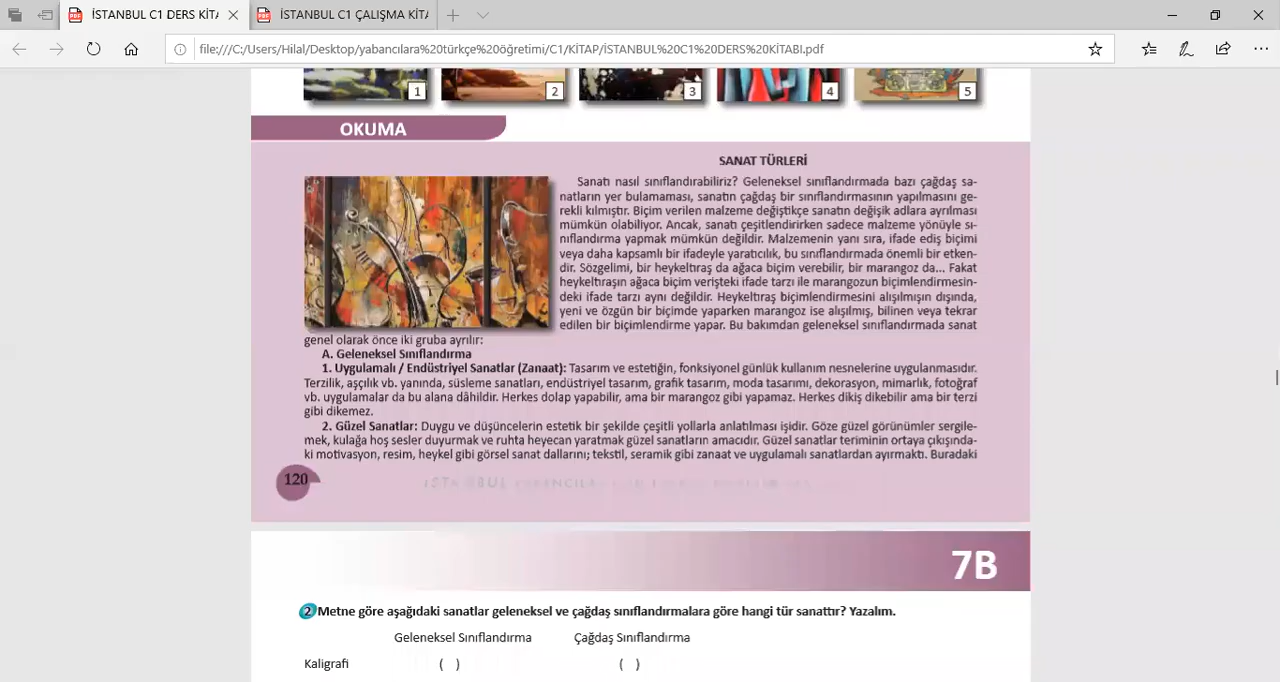 İSTANBUL C1 DERS KİTA
İSTANBUL C1 ÇALIŞMA KİTA
file:///C:/Users/Hilal/Desktop/yabancılara%20türkçe%20öğretimi/C1/KİTAP/İSTANBUL%20C1%20DERS%20KİTABI.pdf
1 2 3 4 5
OKUMA
SANAT TÜRLERİ
Sanatı nasıl sınıflandırabiliriz? Geleneksel sınıflandırmada bazı çağdaş sa-
natların yer bulamaması, sanatın çağdaş bir sınıflandırmasının yapılmasını ge-
rekli kılmıştır. Biçim verilen malzeme değiştikçe sanatın değişik adlara ayrılması
mümkün olabiliyor. Ancak, sanatı çeşitlendirirken sadece malzeme yönüyle sı-
nıflandırma yapmak mümkün değildir. Malzemenin yanı sıra, ifade ediş biçimi
veya daha kapsamlı bir ifadeyle yaratıcılık, bu sınıflandırmada önemli bir etken-
dir. Sözgelimi, bir heykeltıraş da ağaca biçim verebilir, bir marangoz da... Fakat
heykeltıraşın ağaca biçim verişteki ifade tarzı ile marangozun biçimlendirmesin-
deki ifade tarzı aynı değildir. Heykeltıraş biçimlendirmesini alışılmışın dışında,
yeni ve özgün bir biçimde yaparken marangoz ise alışılmış, bilinen veya tekrar
edilen bir biçimlendirme yapar. Bu bakımdan geleneksel sınıflandırmada sanat
genel olarak önce iki gruba ayrılır:
A. Geleneksel Sınıflandırma
1. Uygulamalı / Endüstriyel Sanatlar (Zanaat): Tasarım ve estetiğin, fonksiyonel günlük kullanım nesnelerine uygulanmasıdır.
Terzilik, aşçılık vb. yanında, süsleme sanatları, endüstriyel tasarım, grafik tasarım, moda tasarımı, dekorasyon, mimarlık, fotoğraf
vb. uygulamalar da bu alana dâhildir. Herkes dolap yapabilir, ama bir marangoz gibi yapamaz. Herkes dikiş dikebilir ama bir terzi
gibi dikemez.
2. Güzel Sanatlar: Duygu ve düşüncelerin estetik bir şekilde çeşitli yollarla anlatılması işidir. Göze güzel görünümler sergile-
mek, kulağa hoş sesler duyurmak ve ruhta heyecan yaratmak güzel sanatların amacıdır. Güzel sanatlar teriminin ortaya çıkışında-
ki motivasyon, resim, heykel gibi görsel sanat dallarını; tekstil, seramik gibi zanaat ve uygulamalı sanatlardan ayırmaktı. Buradaki
120
İSTANBUL
7B
2 Metne göre aşağıdaki sanatlar geleneksel ve çağdaş sınıflandırmalara göre hangi tür sanattır? Yazalım.
Geleneksel Sınıflandırma Çağdaş Sınıflandırma
Kaligrafi ( ) ( )